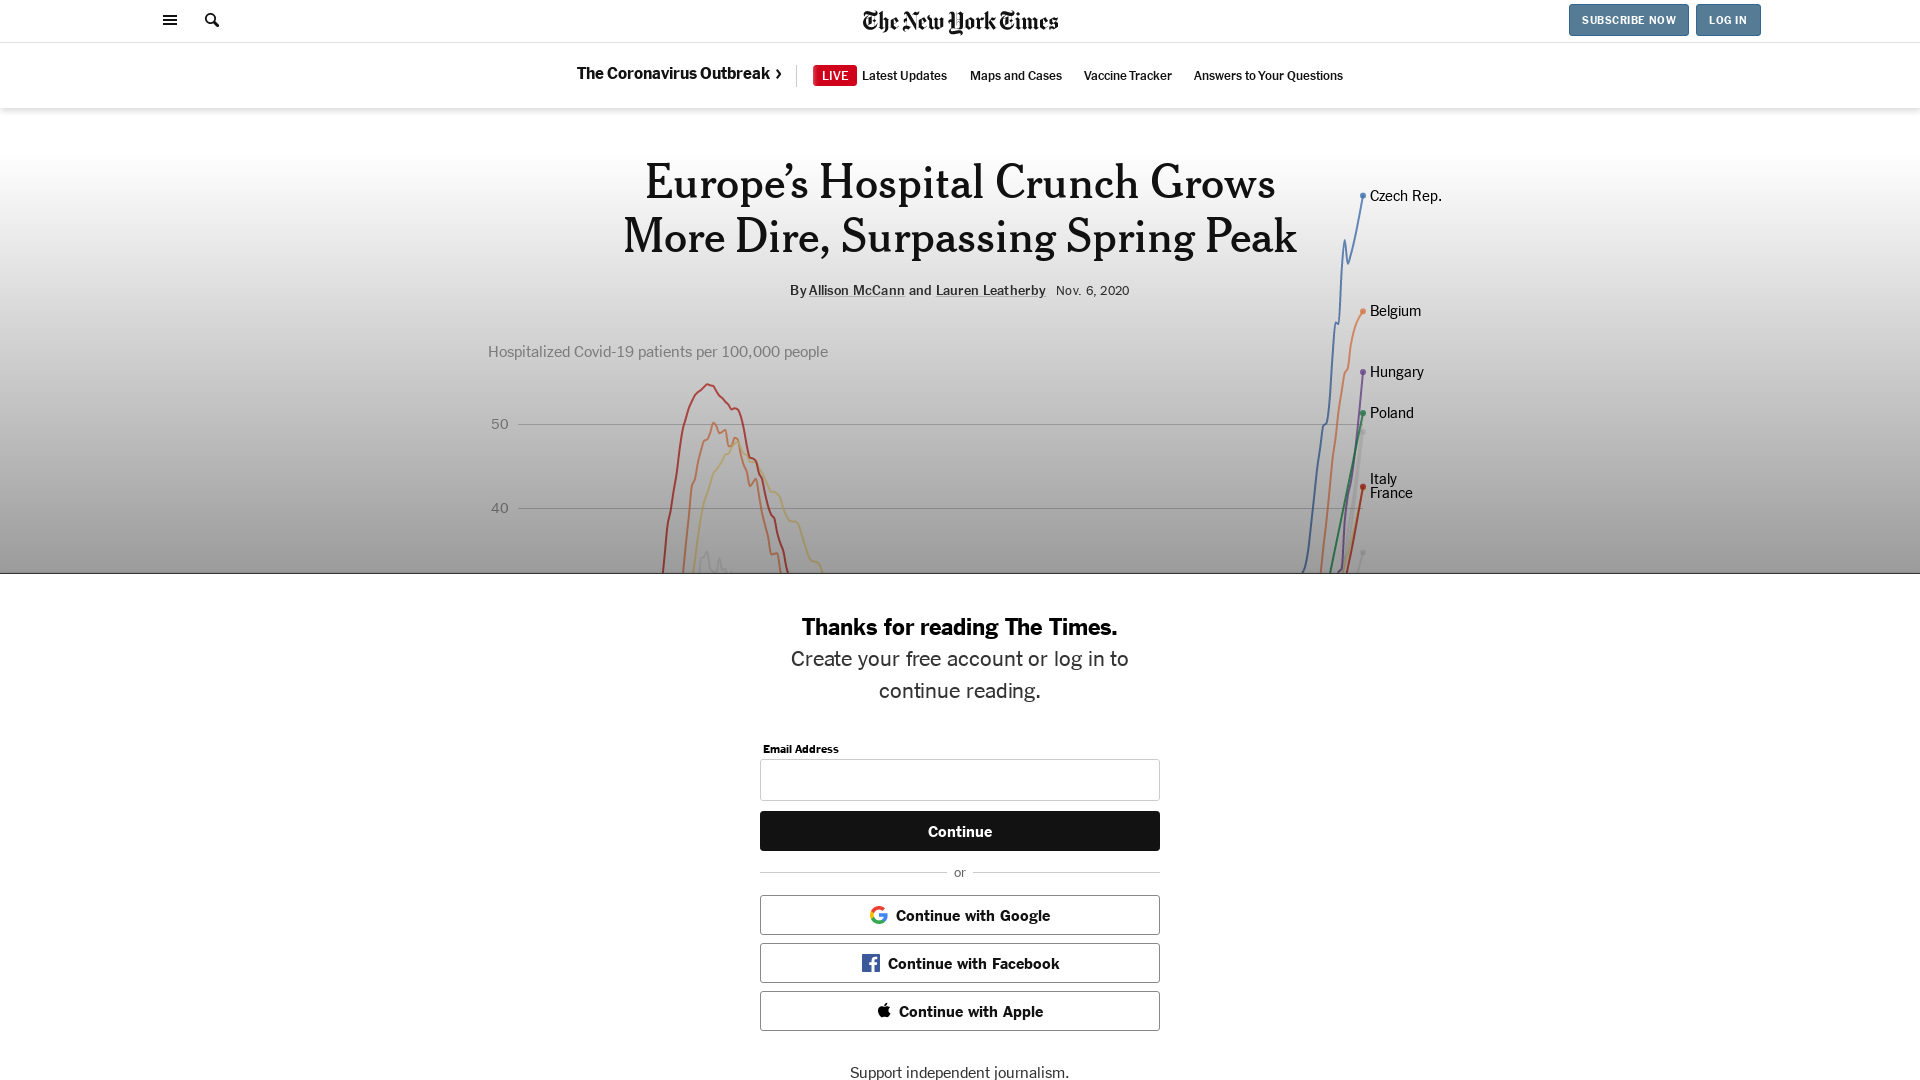 The New York Times
SUBSCRIBE NOW
LOG IN
The Coronavirus Outbreak ›
LIVE Latest Updates
Maps and Cases
Vaccine Tracker
Answers to Your Questions
Europe’s Hospital Crunch Grows
More Dire, Surpassing Spring Peak
By Allison McCann and Lauren Leatherby Nov. 6, 2020
Hospitalized Covid-19 patients per 100,000 people
Czech Rep.
Belgium
Hungary
Poland
50
Italy
France
40
Thanks for reading The Times.
Create your free account or log in to
continue reading.
Email Address
Continue
or
Continue with Google
Continue with Facebook
Continue with Apple
Support independent journalism.